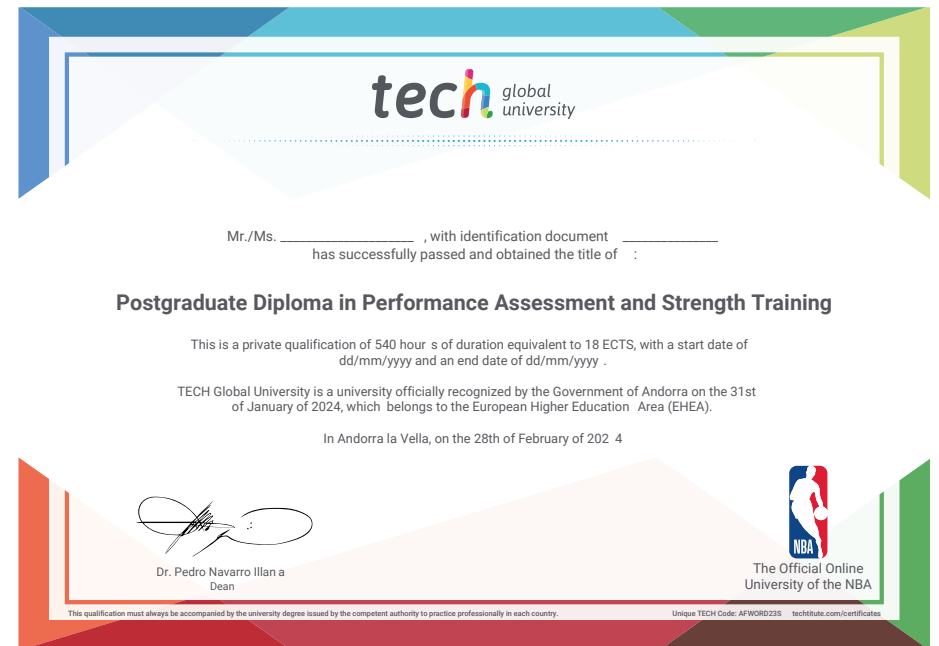 tech global
university
Mr./Ms. ____________________ , with identification document ______________
has successfully passed and obtained the title of :
Postgraduate Diploma in Performance Assessment and Strength Training
This is a private qualification of 540 hour s of duration equivalent to 18 ECTS, with a start date of
dd/mm/yyyy and an end date of dd/mm/yyyy .
TECH Global University is a university officially recognized by the Government of Andorra on the 31st
of January of 2024, which belongs to the European Higher Education Area (EHEA).
In Andorra la Vella, on the 28th of February of 202 4
NBA
Dr. Pedro Navarro Illan a
Dean
The Official Online
University of the NBA
This qualification must always be accompanied by the university degree issued by the competent authority to practice professionally in each country.
Unique TECH Code: AFWORD23S techtitute.com/certificates